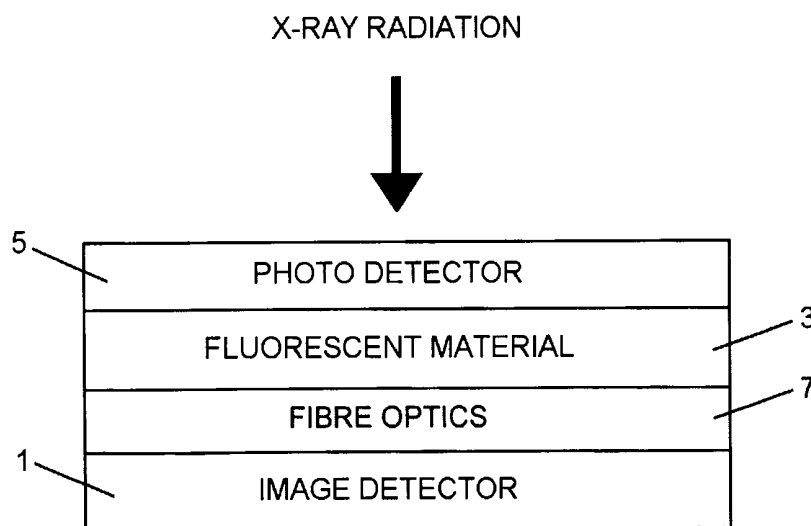 X-RAY RADIATION
5
PHOTO DETECTOR
3
FLUORESCENT MATERIAL
7
FIBRE OPTICS
1
IMAGE DETECTOR